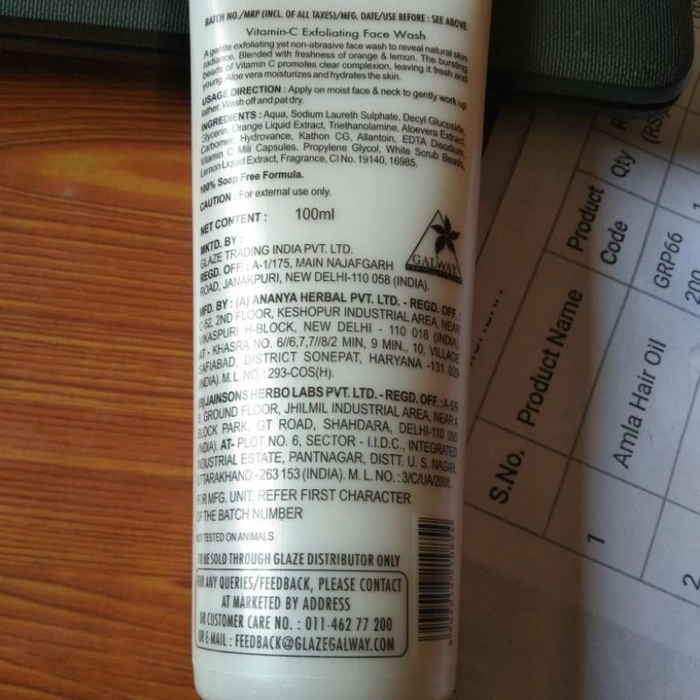 BATCH NO./MRP (INCL. OF ALL TAXES)/MFG. DATE/USE BEFORE : SEE ABOVE
Vitamin-C Exfoliating Face Wash
A gentle exfoliating yet non-abrasive face wash to reveal natural skin
radiance. Blended with freshness of orange & lemon. The bursting
beads of Vitamin C promotes clear complexion, leaving it fresh and
young. Aloe vera moisturizes and hydrates the skin.
USAGE DIRECTION : Apply on moist face & neck to gently work up
lather. Wash off and pat dry.
INGREDIENTS : Aqua, Sodium Laureth Sulphate, Decyl Glucoside,
Glycerin, Orange Liquid Extract, Triethanolamine, Aloevera Extract,
Carbomer, Hydrovance, Kathon CG, Allantoin, EDTA Disodium,
Vitamin C Mili Capsules, Propylene Glycol, White Scrub Beads,
Lemon Liquid Extract, Fragrance, CI No. 19140, 16985.
100% Soap Free Formula.
CAUTION : For external use only.
NET CONTENT : 100ml
MKTD. BY :
GLAZE TRADING INDIA PVT. LTD.
REGD. OFF. : A-1/175, MAIN NAJAFGARH
ROAD, JANAKPURI, NEW DELHI-110 058 (INDIA).
GALWAY
MFD. BY : (A) ANANYA HERBAL PVT. LTD. - REGD. OFF. :
C-52, 2ND FLOOR, KESHOPUR INDUSTRIAL AREA, NEAR
VIKASPURI H-BLOCK, NEW DELHI - 110 018 (INDIA)
AT - KHASRA NO. 6//6,7,7//8/2 MIN, 9 MIN., 10, VILLAGE
SAFIABAD, DISTRICT SONEPAT, HARYANA -131 029
(INDIA). M. L NO. : 293-COS(H).
(B) JAINSONS HERBO LABS PVT. LTD. - REGD. OFF. :
GROUND FLOOR, JHILMIL INDUSTRIAL AREA, NEAR A
BLOCK PARK, GT ROAD, SHAHDARA, DELHI-110 095
(INDIA). AT- PLOT NO. 6, SECTOR - I.I.D.C., INTEGRATED
INDUSTRIAL ESTATE, PANTNAGAR, DISTT. U. S. NAGAR,
UTTARAKHAND - 263 153 (INDIA). M. L. NO. : 3/C/UA/2008.
FOR MFG. UNIT, REFER FIRST CHARACTER
OF THE BATCH NUMBER
NOT TESTED ON ANIMALS
TO BE SOLD THROUGH GLAZE DISTRIBUTOR ONLY
FOR ANY QUERIES/FEEDBACK, PLEASE CONTACT
AT MARKETED BY ADDRESS
OR CUSTOMER CARE NO. : 011-462 77 200
OR E-MAIL : FEEDBACK@GLAZEGALWAY.COM
S.No. Product Name Product Code Qty
1 Amla Hair Oil GRP66 1
2